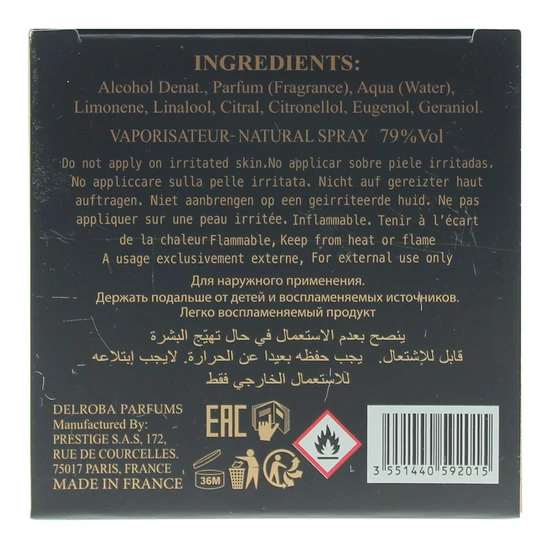 INGREDIENTS:
Alcohol Denat., Parfum (Fragrance), Aqua (Water),
Limonene, Linalool, Citral, Citronellol, Eugenol, Geraniol.
VAPORISATEUR-NATURAL SPRAY 79%Vol
Do not apply on irritated skin.No applicar sobre piele irritadas.
No appliccare sulla pelle irritata. Nicht auf gereizter haut
auftragen. Niet aanbrengen op een geirriteerde huid. Ne pas
appliquer sur une peau irritée. Inflammable. Tenir à l'écart
de la chaleur Flammable, Keep from heat or flame
A usage exclusivement externe, For external use only
Для наружного применения.
Держать подальше от детей и воспламеняемых источников.
Легко воспламеняемый продукт
ينصح بعدم الاستعمال في حال تهيّج البشرة
قابل للإشتعال. يجب حفظه بعيدا عن الحرارة. لايجب إبتلاعه
للاستعمال الخارجي فقط
DELROBA PARFUMS
Manufactured By:
PRESTIGE S.A.S, 172,
RUE DE COURCELLES.
75017 PARIS, FRANCE
MADE IN FRANCE
EAC
36M
3 551440 592015